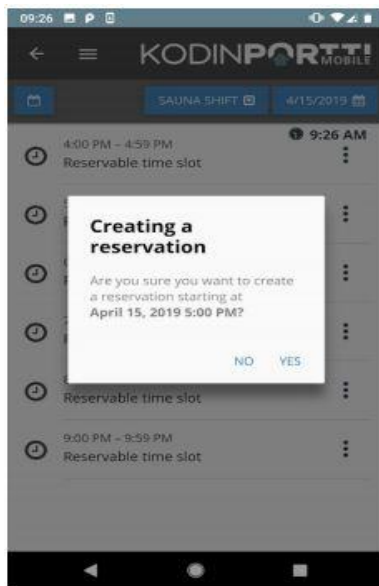 09:26
KODINPORTTI
MOBILE
SAUNA SHIFT
4/15/2019
9:26 AM
4:00 PM – 4:59 PM
Reservable time slot
Creating a
reservation
Are you sure you want to create
a reservation starting at
April 15, 2019 5:00 PM?
NO YES
Reservable time slot
9:00 PM – 9:59 PM
Reservable time slot